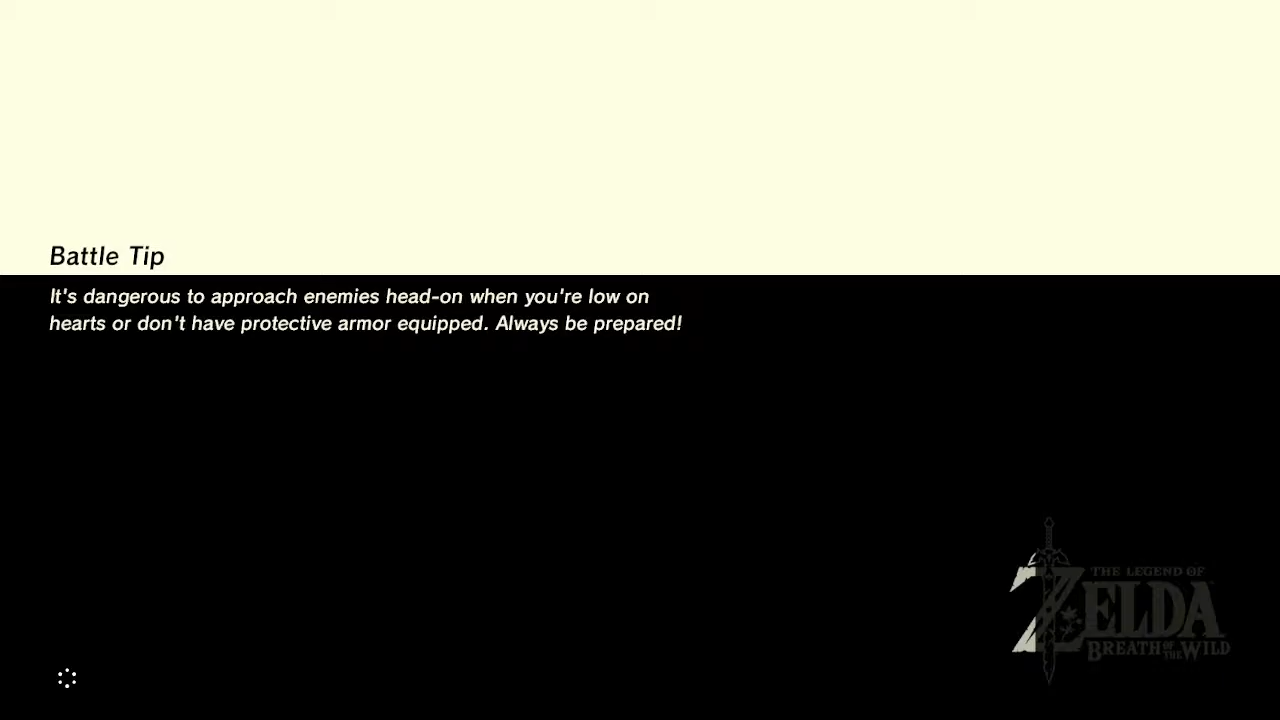 Battle Tip
It's dangerous to approach enemies head-on when you're low on
hearts or don't have protective armor equipped. Always be prepared!
THE LEGEND OF
ZELDA
BREATH OF THE WILD